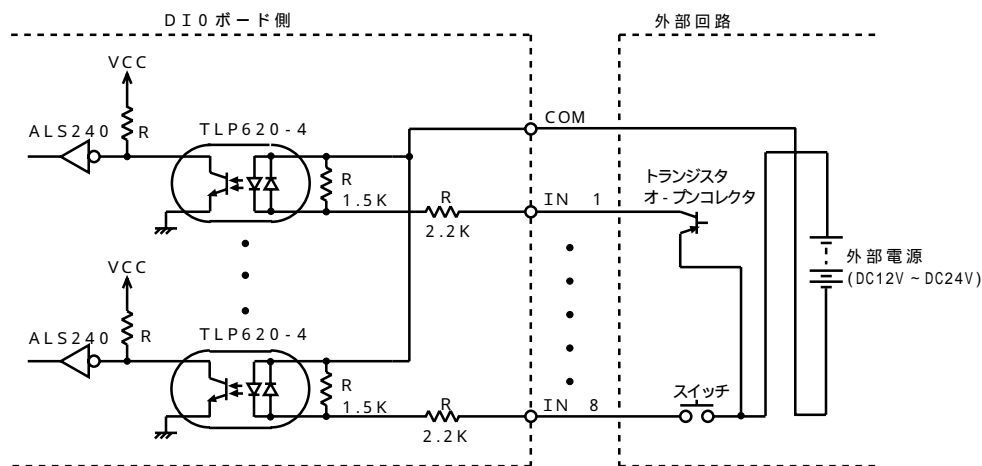 DIOボード側
外部回路
VCC
ALS240
R
TLP620-4
COM
R
1.5K
R
2.2K
IN 1
トランジスタ
オ-プンコレクタ
外部電源
(DC12V ~ DC24V)
VCC
ALS240
R
TLP620-4
R
1.5K
R
2.2K
IN 8
スイッチ